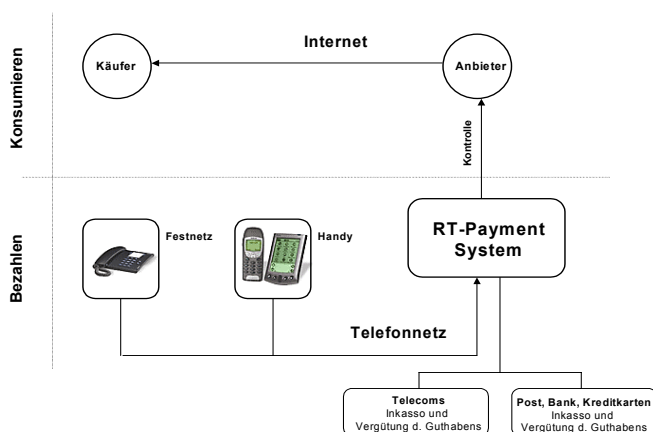 Konsumieren
Internet
Käufer
Anbieter
Kontrolle
Bezahlen
Festnetz
Handy
RT-Payment
System
Telefonnetz
Telecoms
Inkasso und
Vergütung d. Guthabens
Post, Bank, Kreditkarten
Inkasso und
Vergütung d. Guthabens